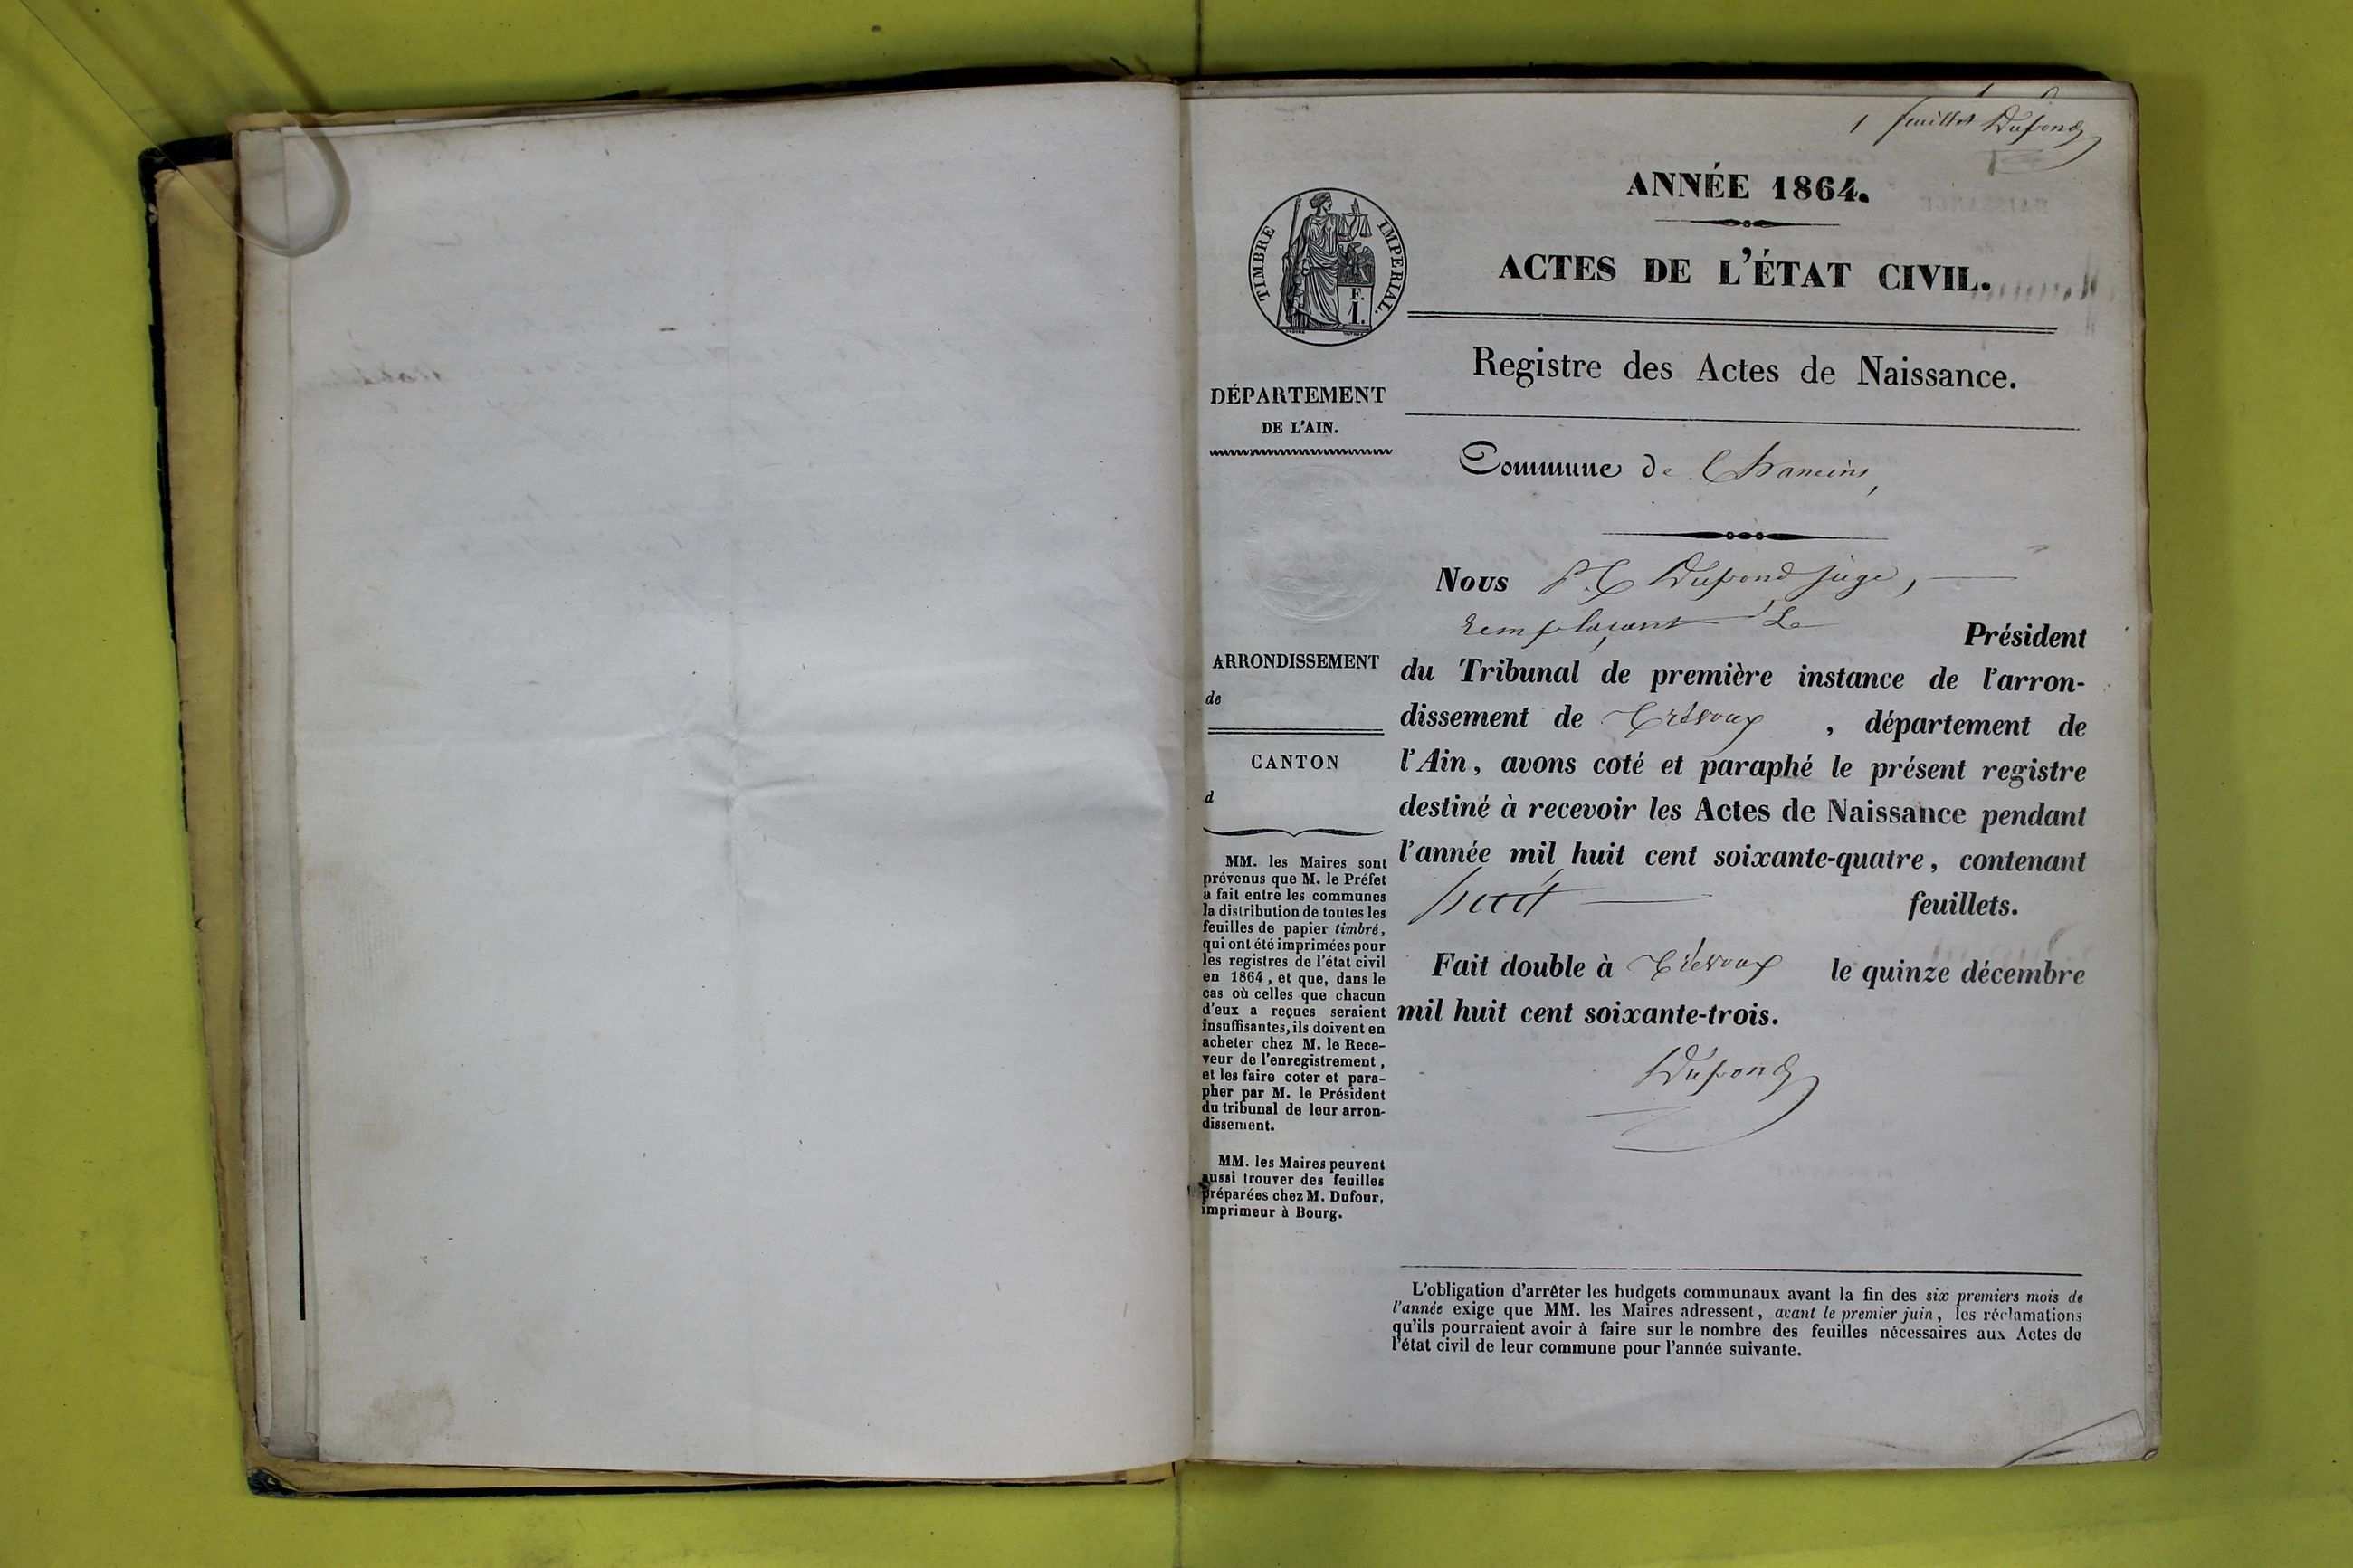 1 feuillet Dupond
ANNÉE 1864.
ACTES DE L'ÉTAT CIVIL.
TIMBRE IMPERIAL.
F.
1.
Registre des Actes de Naissance.
DÉPARTEMENT
DE L'AIN.
Commune de Chaneins,
Nous Dupond juge,
Remplaçant Le Président
du Tribunal de première instance de l'arron-
dissement de Trévoux, département de
l'Ain, avons coté et paraphé le présent registre
destiné à recevoir les Actes de Naissance pendant
l'année mil huit cent soixante-quatre, contenant
huit feuillets.
Fait double à Trévoux le quinze décembre
mil huit cent soixante-trois.
Dupond
ARRONDISSEMENT
de
CANTON
d
MM. les Maires sont
prévenus que M. le Préfet
a fait entre les communes
la distribution de toutes les
feuilles de papier timbré,
qui ont été imprimées pour
les registres de l'état civil
en 1864, et que, dans le
cas où celles que chacun
d'eux a reçues seraient
insuffisantes, ils doivent en
acheter chez M. le Rece-
veur de l'enregistrement,
et les faire coter et para-
pher par M. le Président
du tribunal de leur arron-
dissement.
MM. les Maires peuvent
aussi trouver des feuilles
préparées chez M. Dufour,
imprimeur à Bourg.
L'obligation d'arrêter les budgets communaux avant la fin des six premiers mois de
l'année exige que MM. les Maires adressent, avant le premier juin, les réclamations
qu'ils pourraient avoir à faire sur le nombre des feuilles nécessaires aux Actes de
l'état civil de leur commune pour l'année suivante.